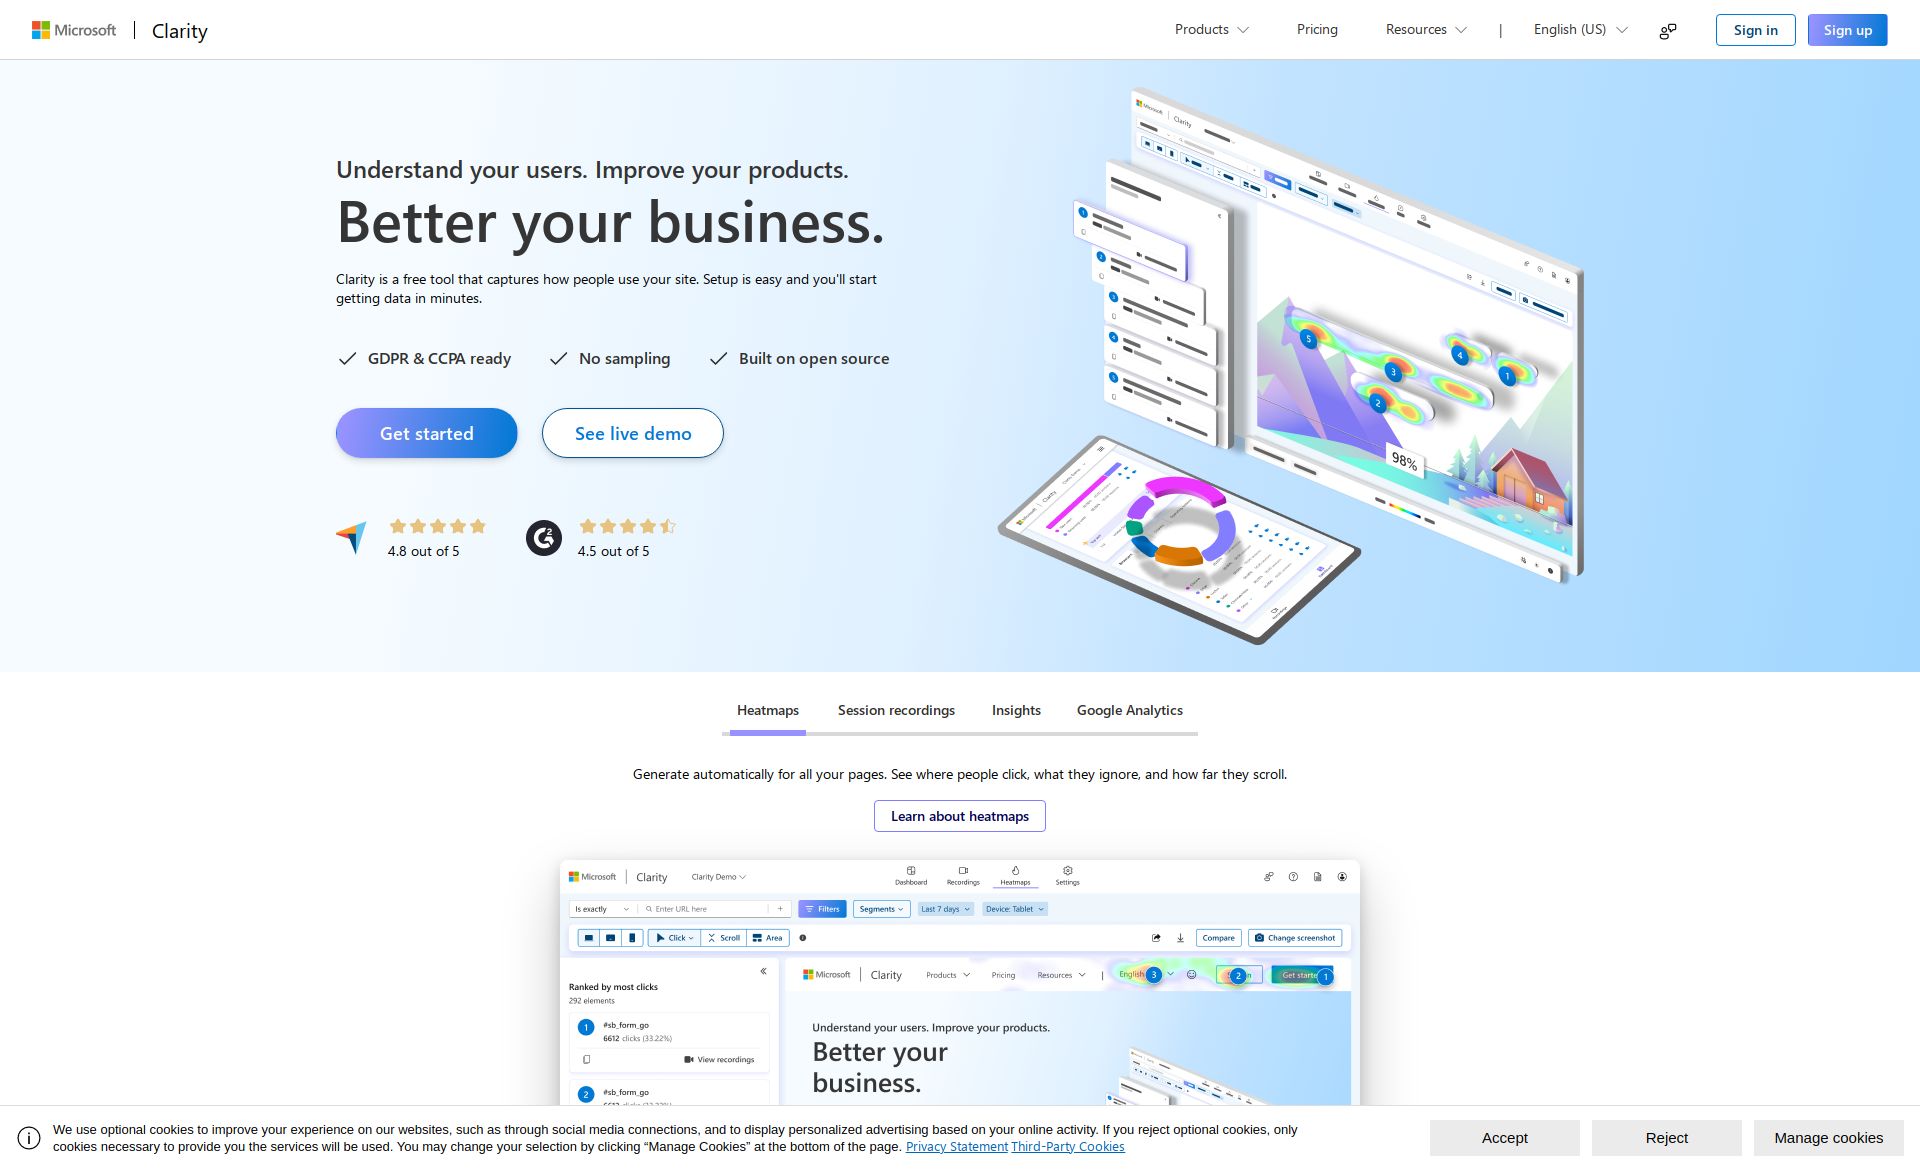 Microsoft | Clarity
Products
Pricing
Resources
|
English (US)
Sign in
Sign up
Understand your users. Improve your products.
Better your business.
Clarity is a free tool that captures how people use your site. Setup is easy and you'll start
getting data in minutes.
GDPR & CCPA ready
No sampling
Built on open source
Get started
See live demo
4.8 out of 5
4.5 out of 5
Microsoft | Clarity
5
4
3
1
2
98%
Heatmaps
Session recordings
Insights
Google Analytics
Generate automatically for all your pages. See where people click, what they ignore, and how far they scroll.
Learn about heatmaps
Microsoft | Clarity
Clarity Demo
Dashboard
Recordings
Heatmaps
Settings
Is exactly
Enter URL here
Filters
Segments
Last 7 days
Device: Tablet
Click
Scroll
Area
Compare
Change screenshot
Ranked by most clicks
292 elements
1
#sb_form_go
6612 clicks (33.22%)
View recordings
2
#sb_form_go
Microsoft | Clarity
Products
Pricing
Resources
|
English
3
2
Get starte
1
Understand your users. Improve your products.
Better your
business.
We use optional cookies to improve your experience on our websites, such as through social media connections, and to display personalized advertising based on your online activity. If you reject optional cookies, only
cookies necessary to provide you the services will be used. You may change your selection by clicking “Manage Cookies” at the bottom of the page. Privacy Statement Third-Party Cookies
Accept
Reject
Manage cookies